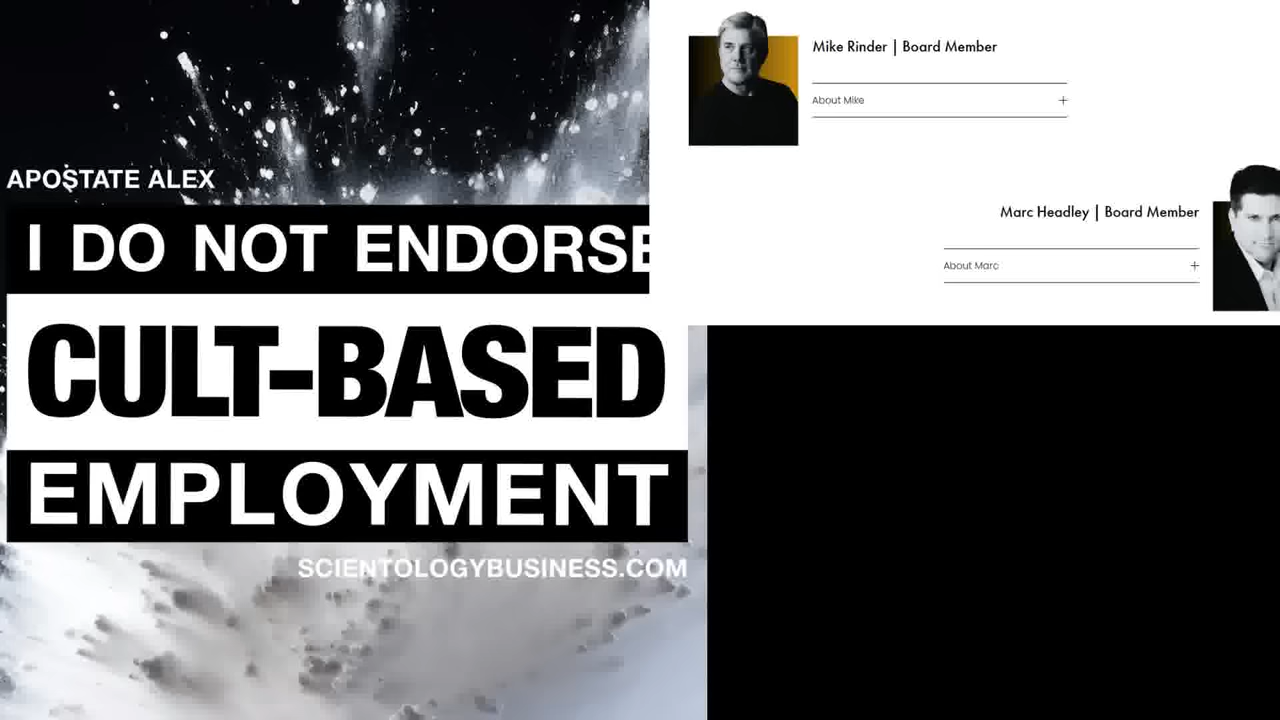 APOSTATE ALEX
I DO NOT ENDORSE
CULT-BASED
EMPLOYMENT
SCIENTOLOGYBUSINESS.COM
Mike Rinder | Board Member
About Mike +
Marc Headley | Board Member
About Marc +